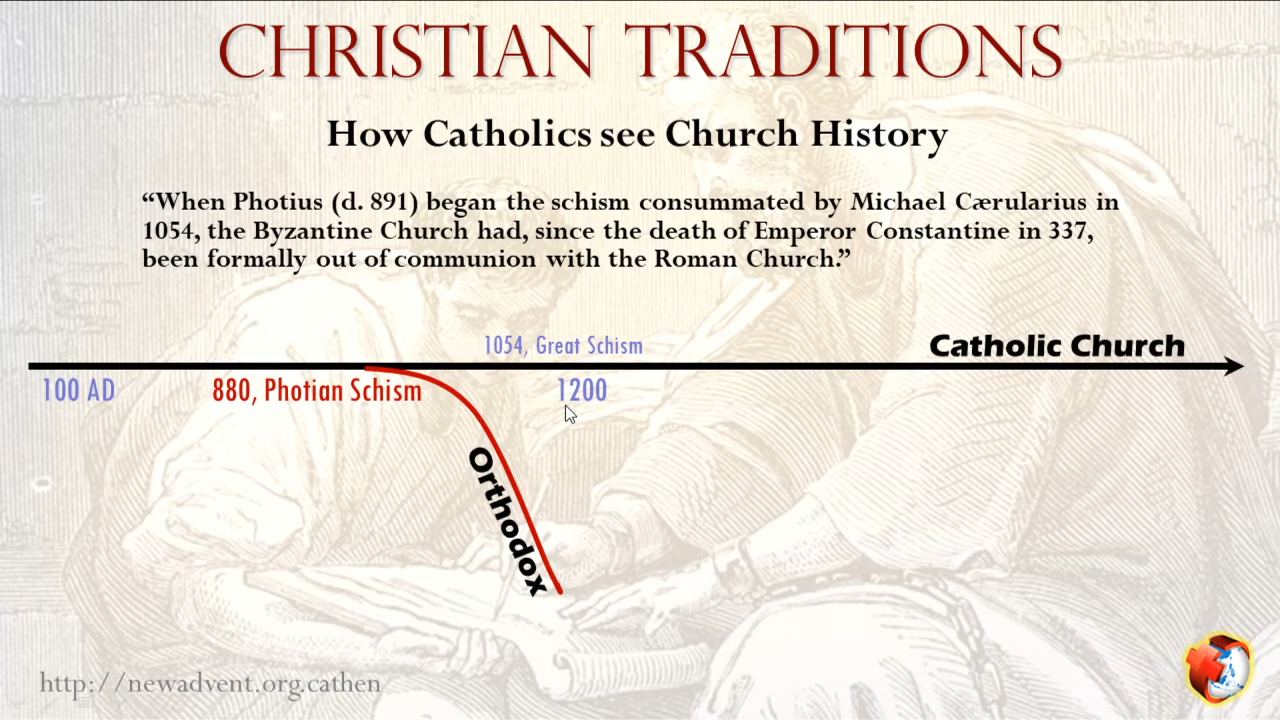 CHRISTIAN TRADITIONS
How Catholics see Church History
“When Photius (d. 891) began the schism consummated by Michael Cærularius in
1054, the Byzantine Church had, since the death of Emperor Constantine in 337,
been formally out of communion with the Roman Church.”
1054, Great Schism
Catholic Church
100 AD
880, Photian Schism
1200
Orthodox
http://newadvent.org.cathen